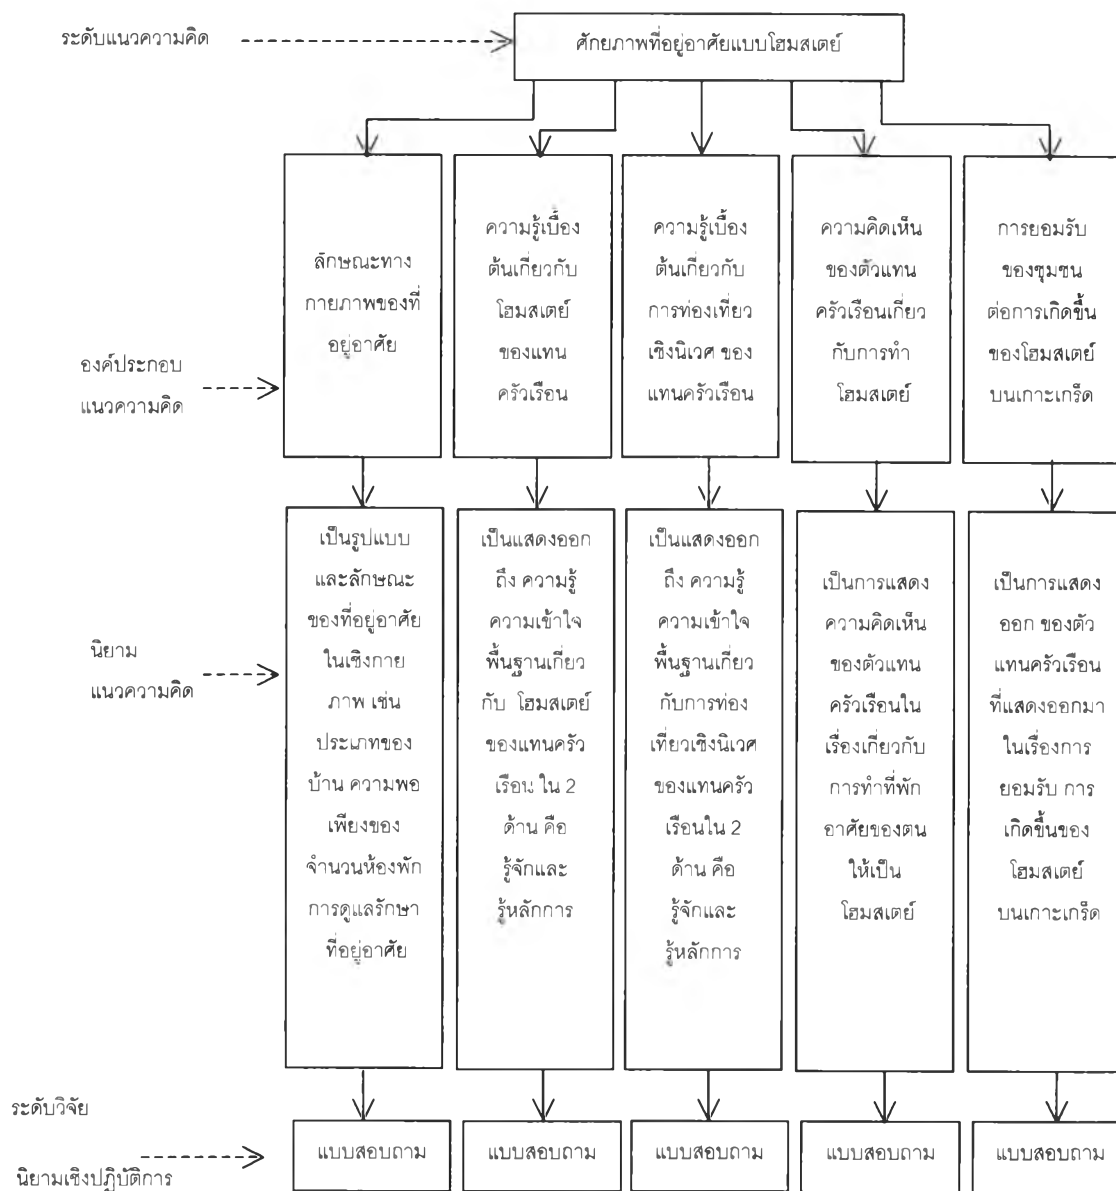 ระดับแนวความคิด
ศักยภาพที่อยู่อาศัยแบบโฮมสเตย์
องค์ประกอบ
แนวความคิด
ลักษณะทาง
กายภาพของที่
อยู่อาศัย
ความรู้เบื้อง
ต้นเกี่ยวกับ
โฮมสเตย์
ของแทน
ครัวเรือน
ความรู้เบื้อง
ต้นเกี่ยวกับ
การท่องเที่ยว
เชิงนิเวศ ของ
แทนครัวเรือน
ความคิดเห็น
ของตัวแทน
ครัวเรือนเกี่ยว
กับการทำ
โฮมสเตย์
การยอมรับ
ของชุมชน
ต่อการเกิดขึ้น
ของโฮมสเตย์
บนเกาะเกร็ด
นิยาม
แนวความคิด
เป็นรูปแบบ
และลักษณะ
ของที่อยู่อาศัย
ในเชิงกาย
ภาพ เช่น
ประเภทของ
บ้าน ความพอ
เพียงของ
จำนวนห้องพัก
การดูแลรักษา
ที่อยู่อาศัย
เป็นแสดงออก
ถึง ความรู้
ความเข้าใจ
พื้นฐานเกี่ยว
กับ โฮมสเตย์
ของแทนครัว
เรือน ใน 2
ด้าน คือ
รู้จักและ
รู้หลักการ
เป็นแสดงออก
ถึง ความรู้
ความเข้าใจ
พื้นฐานเกี่ยว
กับการท่อง
เที่ยวเชิงนิเวศ
ของแทนครัว
เรือนใน 2
ด้าน คือ
รู้จักและ
รู้หลักการ
เป็นการแสดง
ความคิดเห็น
ของตัวแทน
ครัวเรือนใน
เรื่องเกี่ยวกับ
การทำที่พัก
อาศัยของตน
ให้เป็น
โฮมสเตย์
เป็นการแสดง
ออก ของตัว
แทนครัวเรือน
ที่แสดงออกมา
ในเรื่องการ
ยอมรับ การ
เกิดขึ้นของ
โฮมสเตย์
บนเกาะเกร็ด
ระดับวิจัย
นิยามเชิงปฏิบัติการ
แบบสอบถาม
แบบสอบถาม
แบบสอบถาม
แบบสอบถาม
แบบสอบถาม